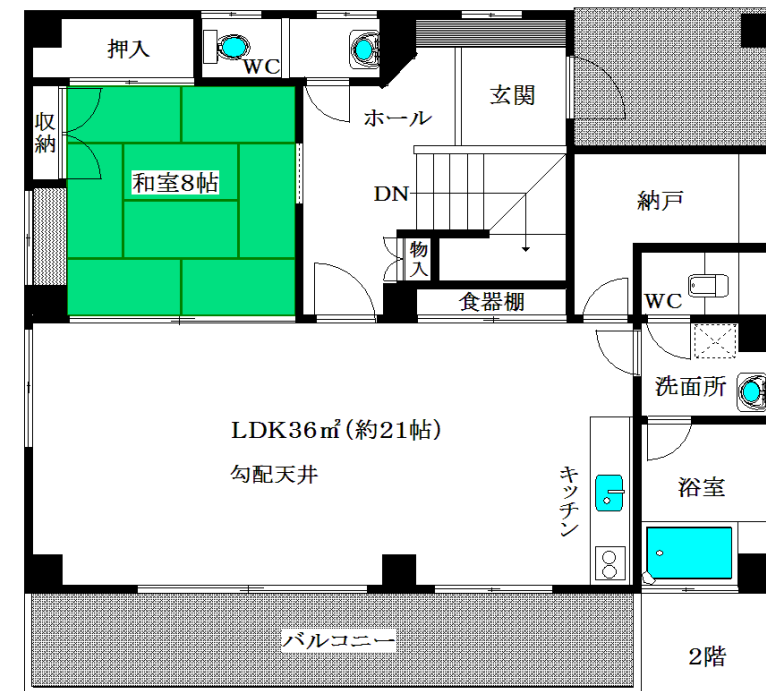 押入
WC
収納
和室8帖
ホール
玄関
DN
物入
納戸
食器棚
WC
洗面所
LDK36㎡(約21帖)
勾配天井
キッチン
浴室
バルコニー
2階